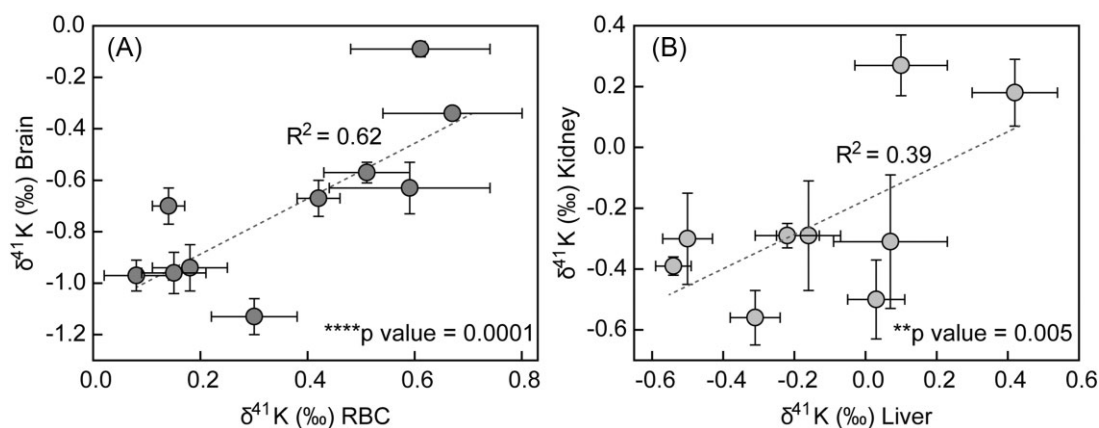 (A)
0.0
-0.2
-0.4
-0.6
-0.8
-1.0
-1.2
δ⁴¹K (‰) Brain
R² = 0.62
****p value = 0.0001
0.0 0.2 0.4 0.6 0.8
δ⁴¹K (‰) RBC
(B)
0.4
0.2
0.0
-0.2
-0.4
-0.6
δ⁴¹K (‰) Kidney
R² = 0.39
**p value = 0.005
-0.6 -0.4 -0.2 0.0 0.2 0.4 0.6
δ⁴¹K (‰) Liver